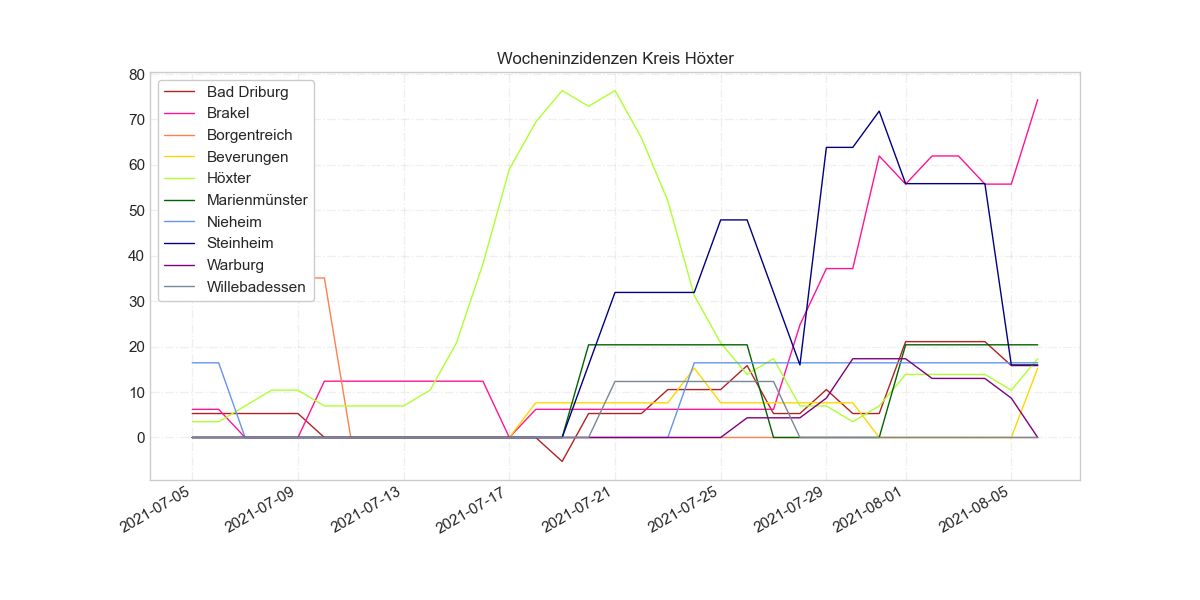 Wocheninzidenzen Kreis Höxter
80
70
60
50
40
30
20
10
0
Bad Driburg
Brakel
Borgentreich
Beverungen
Höxter
Marienmünster
Nieheim
Steinheim
Warburg
Willebadessen
2021-07-05
2021-07-09
2021-07-13
2021-07-17
2021-07-21
2021-07-25
2021-07-29
2021-08-01
2021-08-05